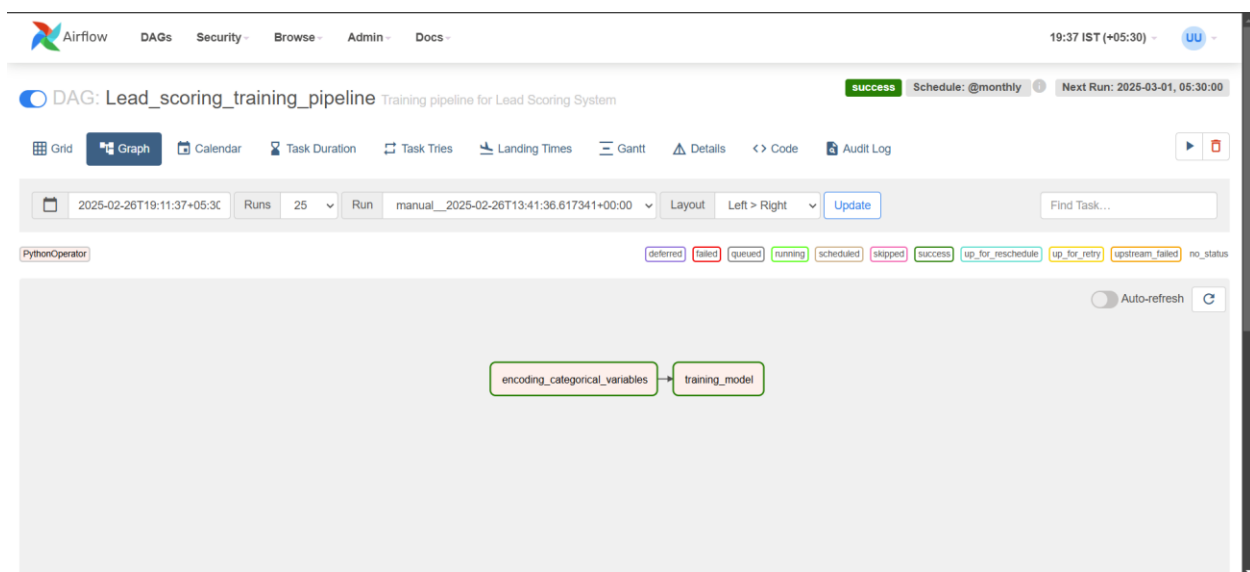 Airflow DAGs Security Browse Admin Docs 19:37 IST (+05:30) UU
DAG: Lead_scoring_training_pipeline Training pipeline for Lead Scoring System success Schedule: @monthly i Next Run: 2025-03-01, 05:30:00
Grid Graph Calendar Task Duration Task Tries Landing Times Gantt Details <> Code Audit Log
2025-02-26T19:11:37+05:30 Runs 25 Run manual__2025-02-26T13:41:36.617341+00:00 Layout Left > Right Update Find Task...
PythonOperator deferred failed queued running scheduled skipped success up_for_reschedule up_for_retry upstream_failed no_status
Auto-refresh
encoding_categorical_variables training_model